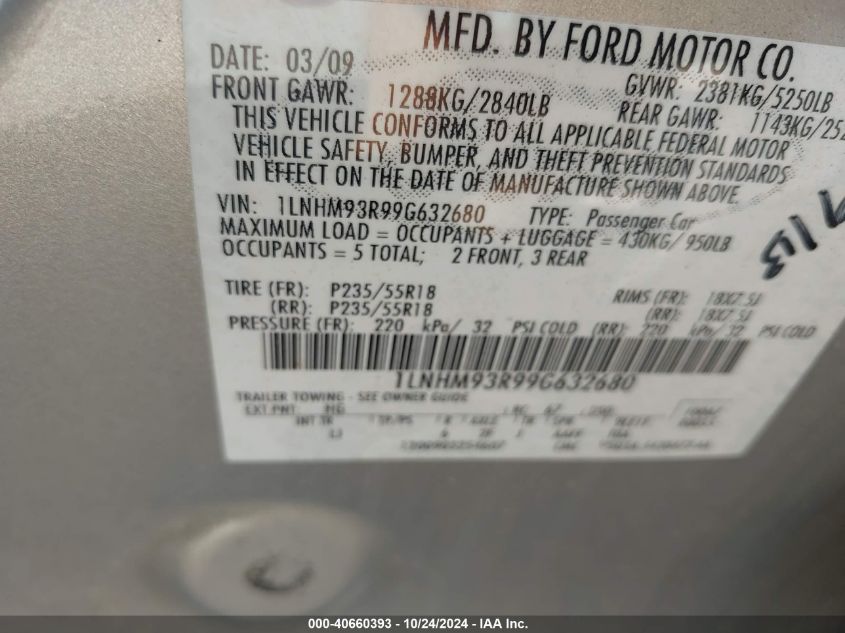 MFD. BY FORD MOTOR CO.
DATE: 03/09 GVWR: 2381KG/5250LB
FRONT GAWR: 1288KG/2840LB REAR GAWR: 1143KG/252
THIS VEHICLE CONFORMS TO ALL APPLICABLE FEDERAL MOTOR
VEHICLE SAFETY, BUMPER, AND THEFT PREVENTION STANDARDS
IN EFFECT ON THE DATE OF MANUFACTURE SHOWN ABOVE.
VIN: 1LNHM93R99G632680 TYPE: Passenger Car
MAXIMUM LOAD = OCCUPANTS + LUGGAGE = 430KG/ 950LB
OCCUPANTS = 5 TOTAL; 2 FRONT, 3 REAR
TIRE (FR): P235/55R18 RIMS (FR): 18X7.5J
(RR): P235/55R18 (RR): 18X7.5J
PRESSURE (FR): 220 kPa/ 32 PSI COLD (RR): 220 kPa/ 32 PSI COLD
1LNHM93R99G632680
TRAILER TOWING - SEE OWNER GUIDE
EXT PNT:
INT TR
000-40660393 - 10/24/2024 - IAA Inc.